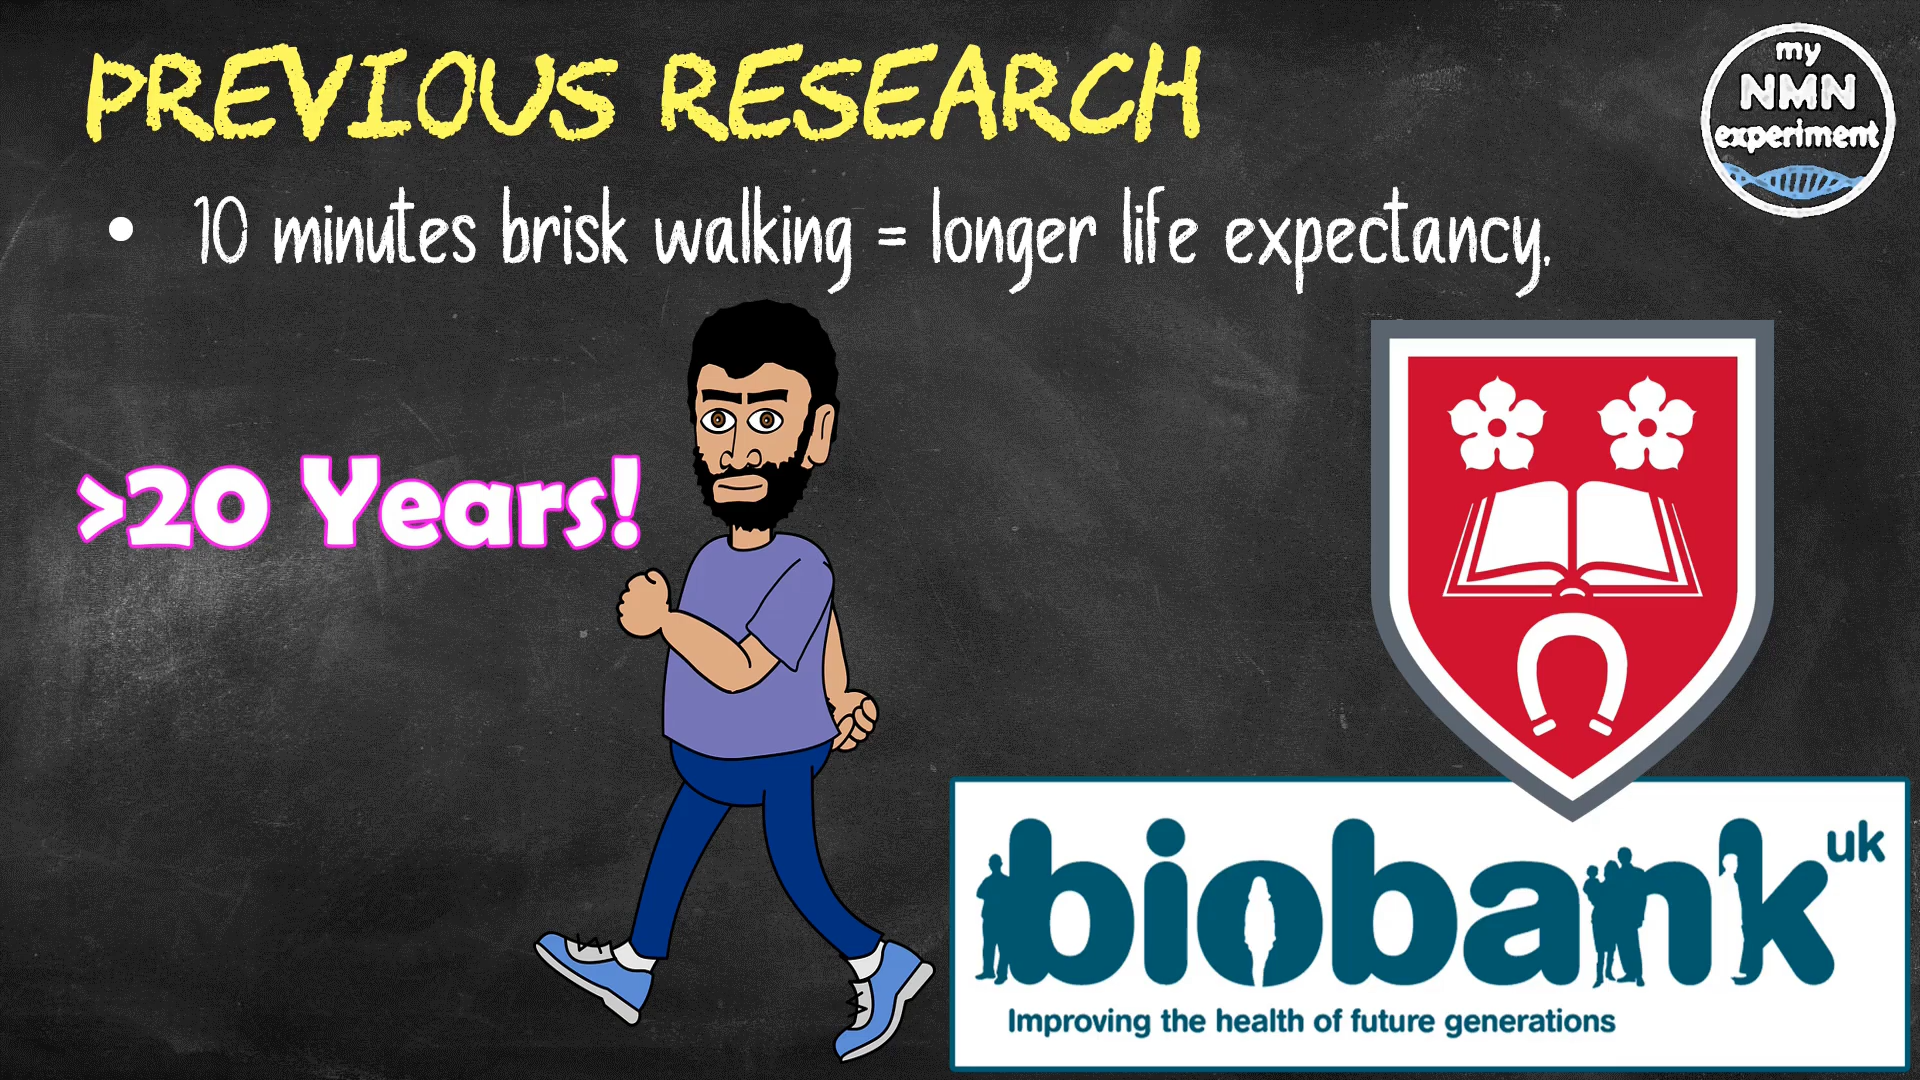 PREVIOUS RESEARCH
my
NMN
experiment
• 10 minutes brisk walking = longer life expectancy.
>20 Years!
biobank uk
Improving the health of future generations